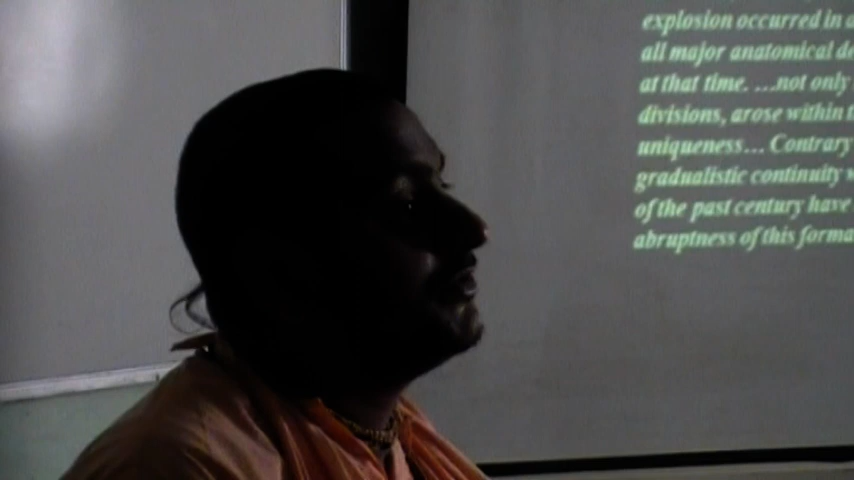 explosion occurred in a
all major anatomical de
at that time. …not only
divisions, arose within t
uniqueness… Contrary
gradualistic continuity w
of the past century have
abruptness of this forma